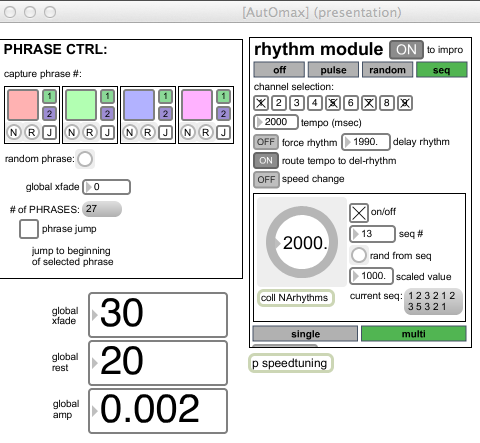 [AutOmax] (presentation)
PHRASE CTRL:
capture phrase #:
1 1 1 1
2 2 2 2
N R J N R J N R J N R J
random phrase:
global xfade 0
# of PHRASES: 27
phrase jump
jump to beginning
of selected phrase
global
xfade
30
global
rest
20
global
amp
0.002
rhythm module ON to impro
off pulse random seq
channel selection:
1 2 3 4 5 6 7 8 9
2000 tempo (msec)
OFF force rhythm 1990. delay rhythm
ON route tempo to del-rhythm
OFF speed change
2000.
on/off
13 seq #
rand from seq
1000. scaled value
coll NArhythms
current seq: 1 2 3 2 1 2
3 5 3 2 1
single multi
p speedtuning